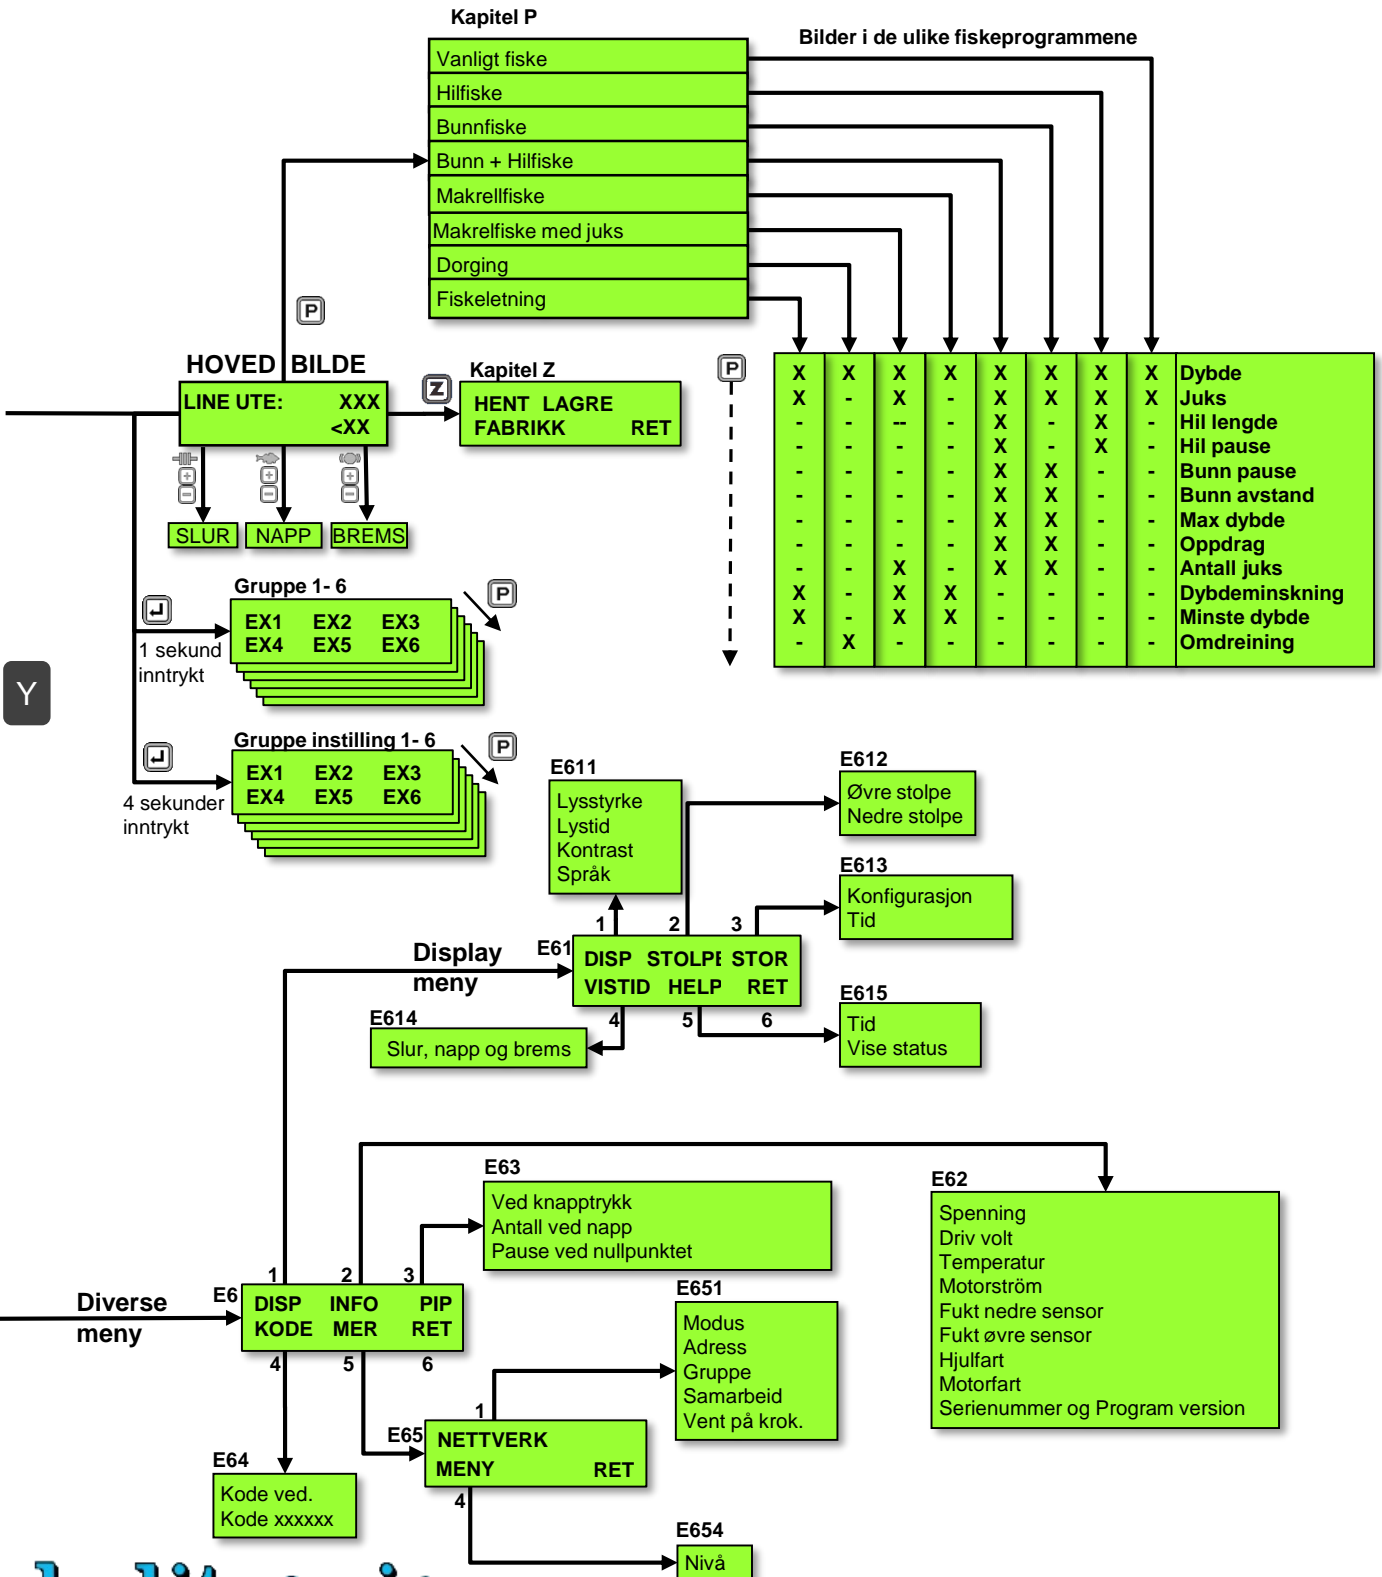 Kapitel P
Bilder i de ulike fiskeprogrammene
Vanligt fiske
Hilfiske
Bunnfiske
Bunn + Hilfiske
Makrellfiske
Makrelfiske med juks
Dorging
Fiskeletning
P
HOVED BILDE
LINE UTE: XXX
<XX
Z
Kapitel Z
HENT LAGRE
FABRIKK RET
+ + +
- - -
SLUR NAPP BREMS
P
X X X X X X X X Dybde
X - X - X X X X Juks
- - -- - X - X - Hil lengde
- - - - X - X - Hil pause
- - - - X X - - Bunn pause
- - - - X X - - Bunn avstand
- - - - X X - - Max dybde
- - - - X X - - Oppdrag
- - X - X X - - Antall juks
X - X X - - - - Dybdeminskning
X - X X - - - - Minste dybde
- X - - - - - - Omdreining
Gruppe 1- 6
P
EX1 EX2 EX3
EX4 EX5 EX6
1 sekund
inntrykt
Y
Gruppe instilling 1- 6
P
EX1 EX2 EX3
EX4 EX5 EX6
4 sekunder
inntrykt
E611
Lysstyrke
Lystid
Kontrast
Språk
E612
Øvre stolpe
Nedre stolpe
E613
Konfigurasjon
Tid
Display
meny
E61
1 2 3
DISP STOLPE STOR
VISTID HELP RET
4 5 6
E614
Slur, napp og brems
E615
Tid
Vise status
E63
Ved knapptrykk
Antall ved napp
Pause ved nullpunktet
E62
Spenning
Driv volt
Temperatur
Motorström
Fukt nedre sensor
Fukt øvre sensor
Hjulfart
Motorfart
Serienummer og Program version
Diverse
meny
E6
1 2 3
DISP INFO PIP
KODE MER RET
4 5 6
E651
Modus
Adress
Gruppe
Samarbeid
Vent på krok.
E65
1
NETTVERK
MENY RET
4
E64
Kode ved.
Kode xxxxxx
E654
Nivå